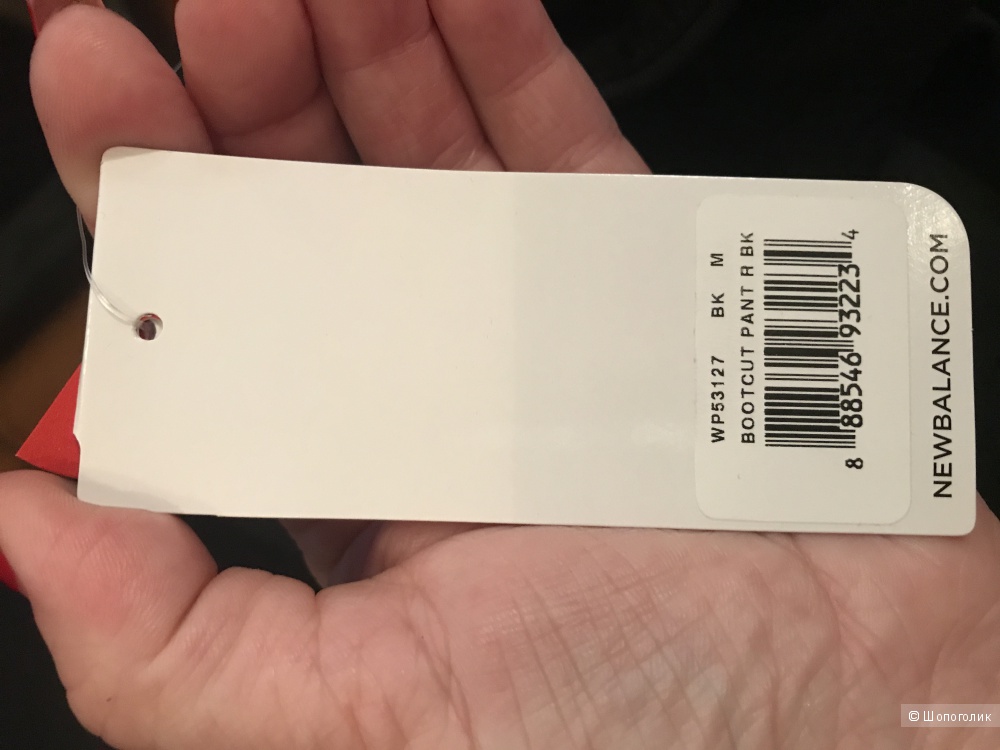 WP53127 BK M
BOOTCUT PANT R BK
8 88546 93223 4
NEWBALANCE.COM
© Шопоголик